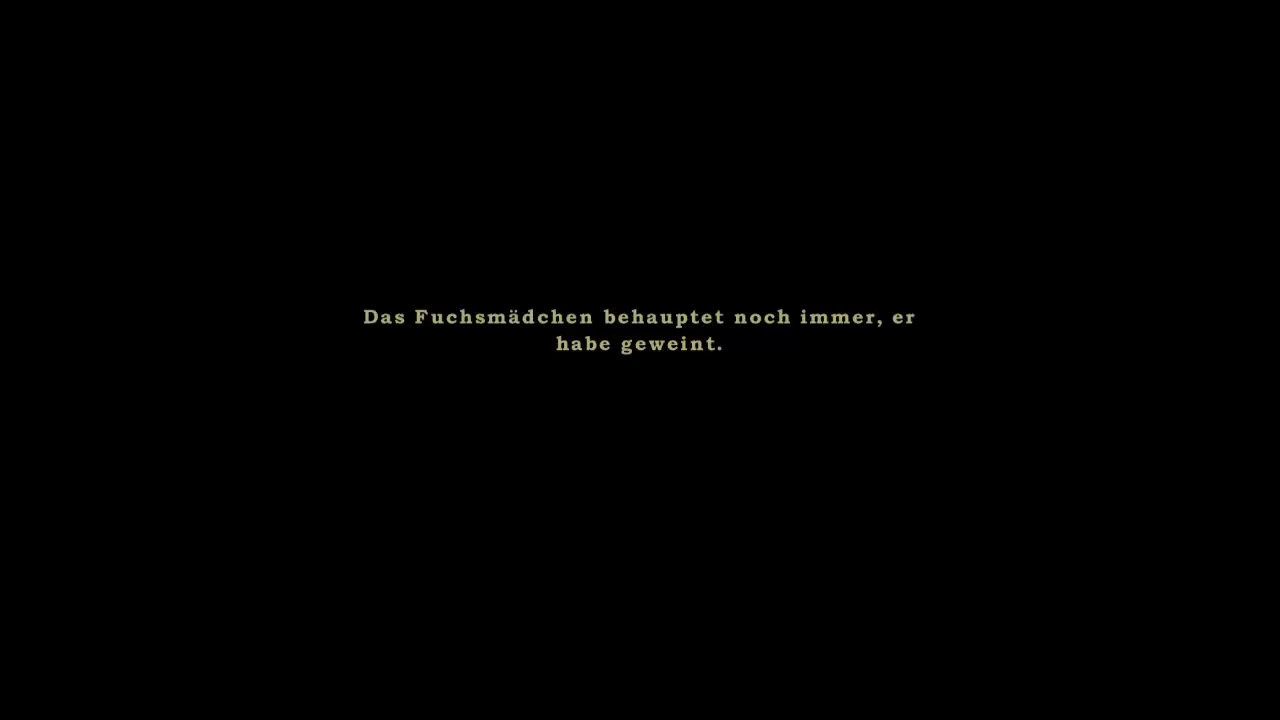 Das Fuchsmädchen behauptet noch immer, er
habe geweint.